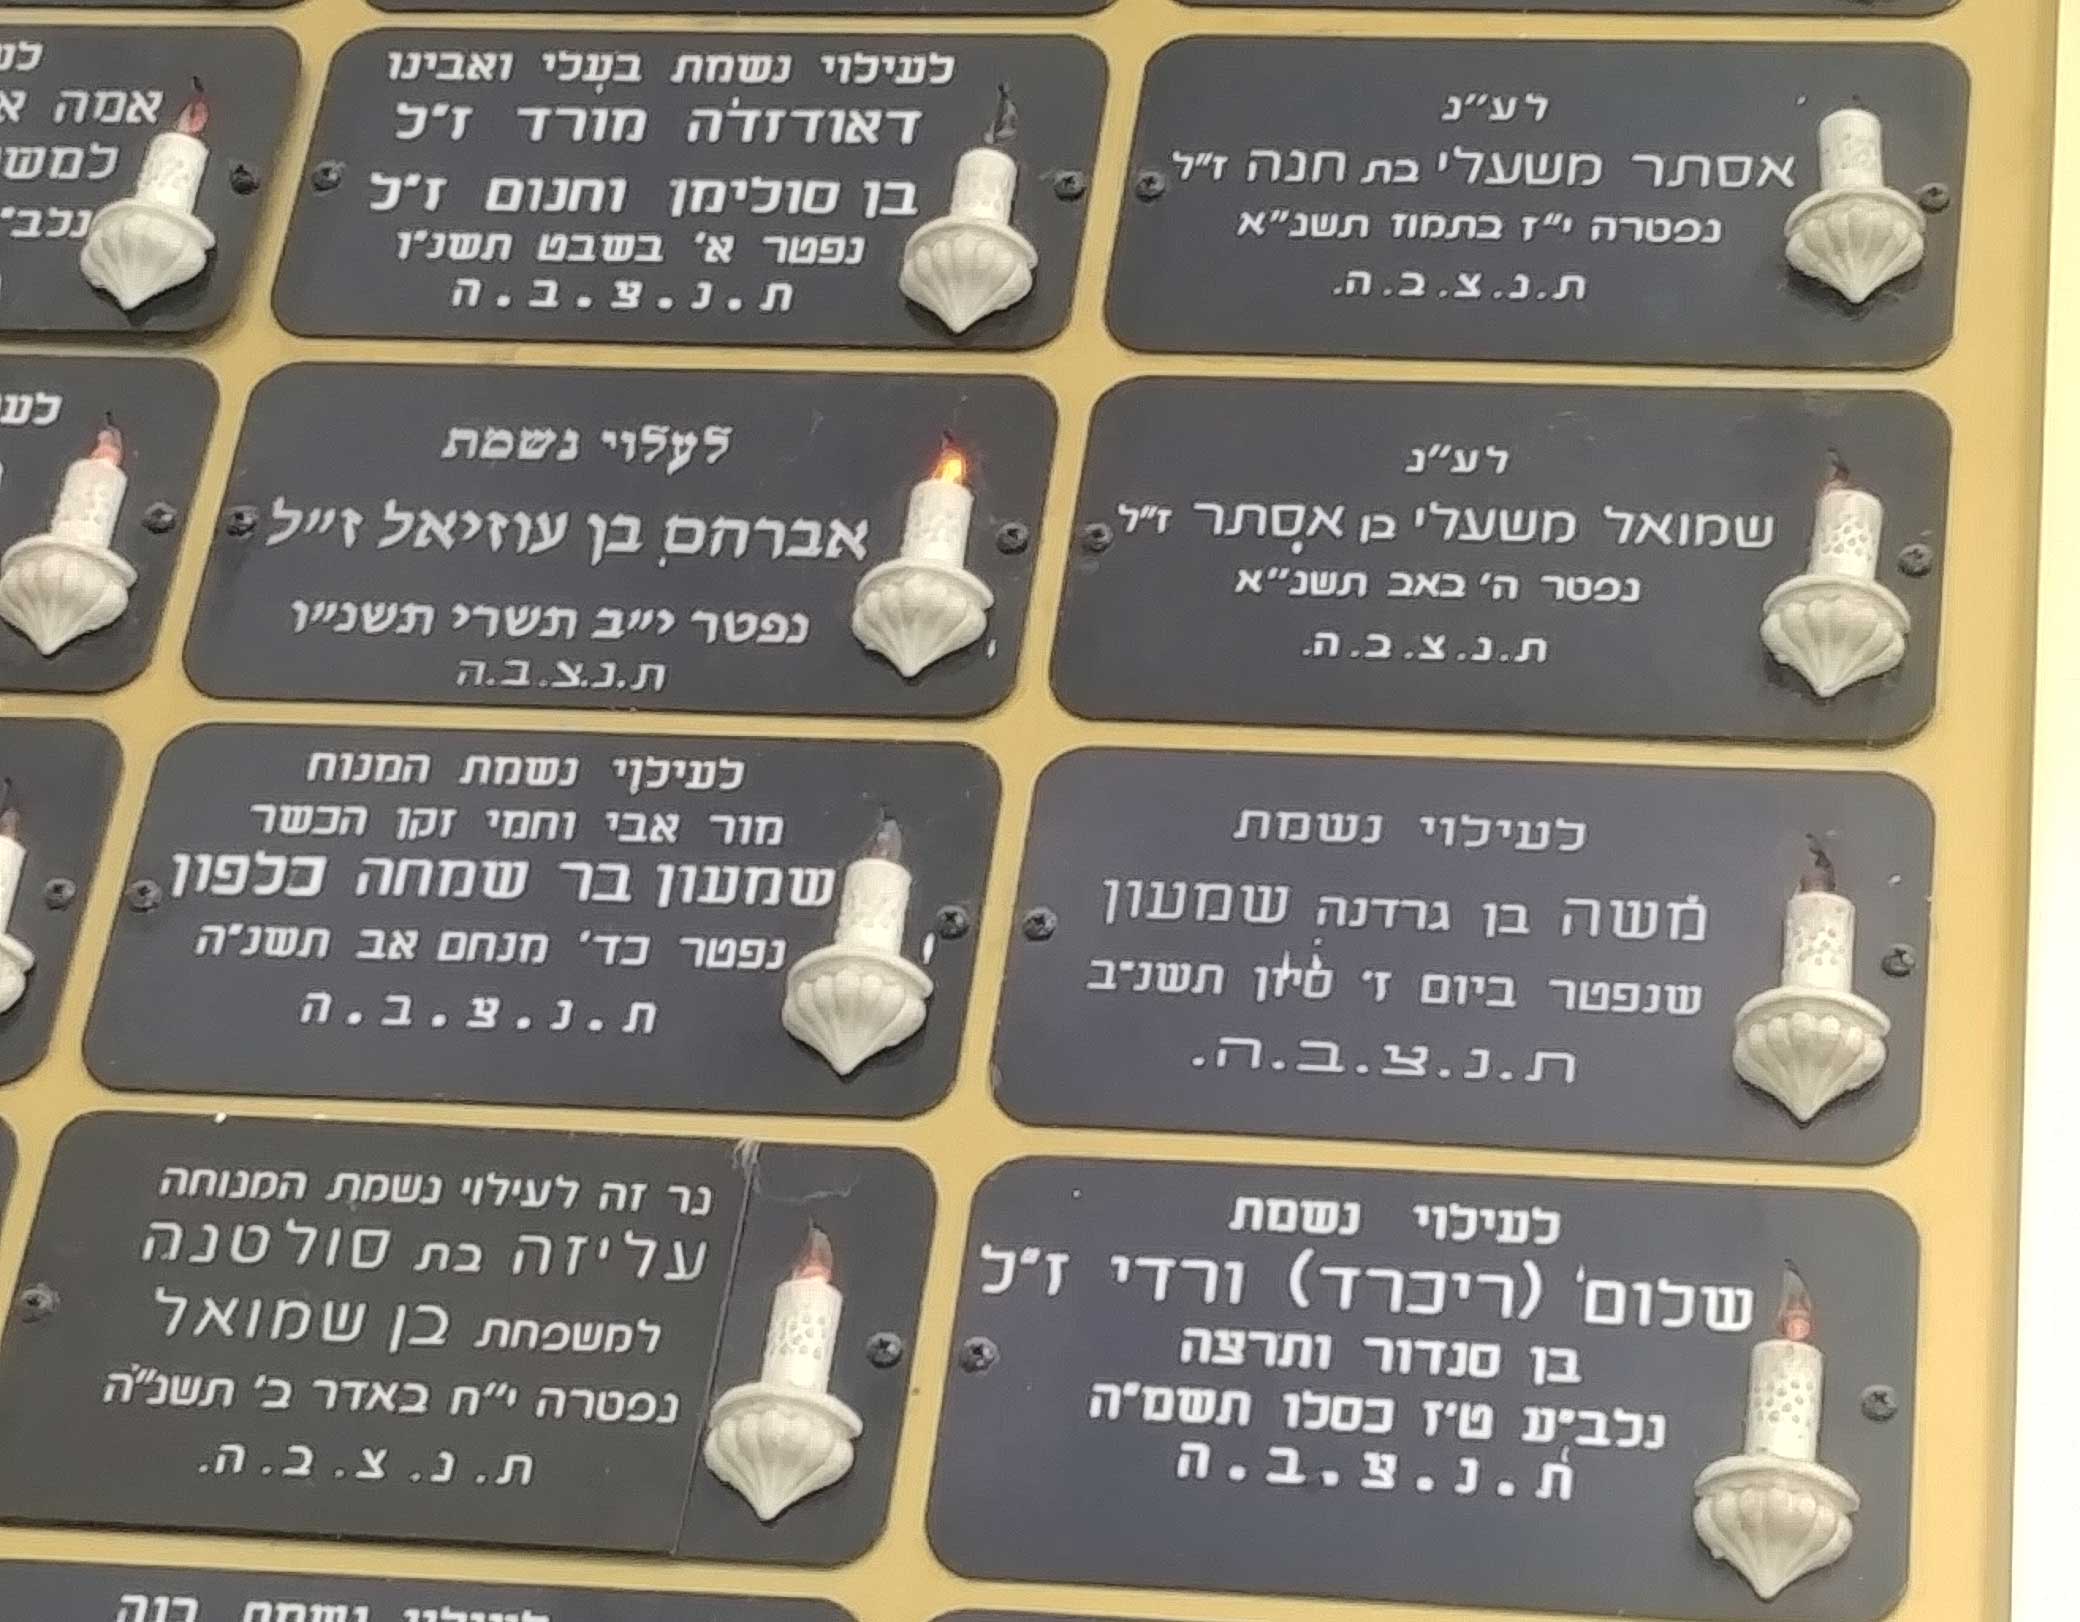 לע״נ
אסתר משעלי בת חנה ז״ל
נפטרה י״ז בתמוז תשנ״א
ת.נ.צ.ב.ה.
לעילוי נשמת בעלי ואבינו
דאודזלה מורד ז״ל
בן סולימן וחנום ז״ל
נפטר א׳ בשבט תשנ״ו
ת.נ.צ.ב.ה
אמה
לע״נ
שמואל משעלי בן אסתר ז״ל
נפטר ה׳ באב תשנ״א
ת.נ.צ.ב.ה.
לעלוי נשמת
אברהם בן עוזיאל ז״ל
נפטר י״ב תשרי תשנ״ו
ת.נ.צ.ב.ה
לעילוי נשמת
משה בן גרדנה שמעון
שנפטר ביום ז׳ סיון תשנ״ב
ת.נ.צ.ב.ה.
לעילוי נשמת המנוח
מור אבי וחמי זקן הכשר
שמעון בר שמחה כלפון
נפטר כד׳ מנחם אב תשנ״ה
ת.נ.צ.ב.ה
לעילוי נשמת
שלום (ריכרד) ורדי ז״ל
בן סנדור ותרצה
נלב״ע ט״ז כסלו תשמ״ה
ת.נ.צ.ב.ה
נר זה לעילוי נשמת המנוחה
עליזה בת סולטנה
למשפחת בן שמואל
נפטרה י״ח באדר ב׳ תשנ״ה
ת.נ.צ.ב.ה.
לעילוי נשמת